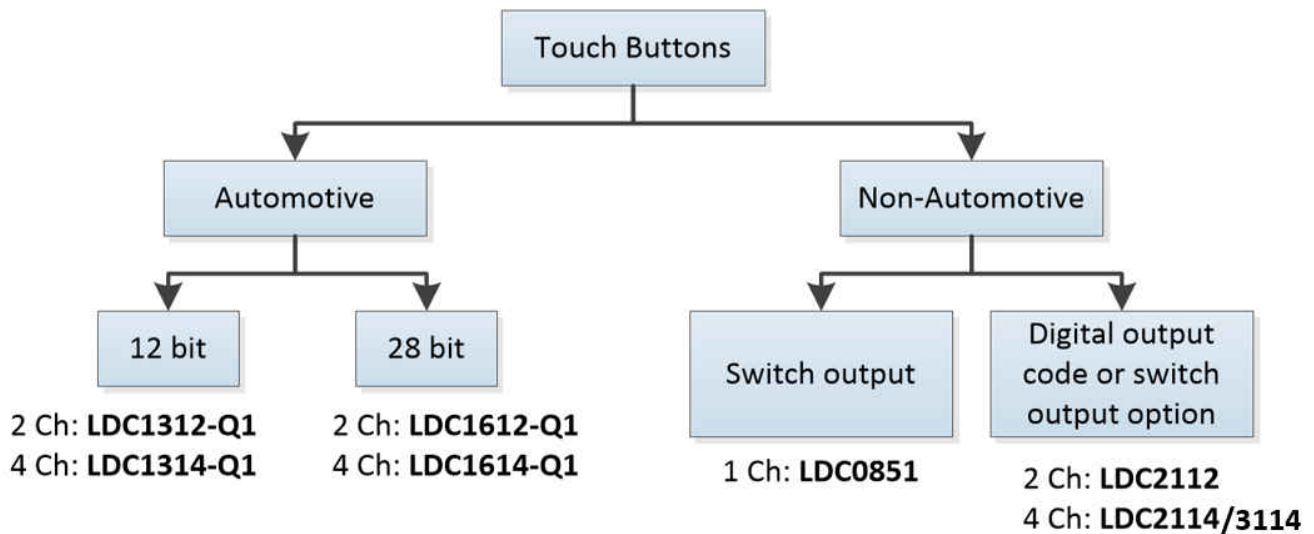 Touch Buttons
Automotive
Non-Automotive
12 bit
28 bit
Switch output
Digital output
code or switch
output option
2 Ch: LDC1312-Q1
4 Ch: LDC1314-Q1
2 Ch: LDC1612-Q1
4 Ch: LDC1614-Q1
1 Ch: LDC0851
2 Ch: LDC2112
4 Ch: LDC2114/3114